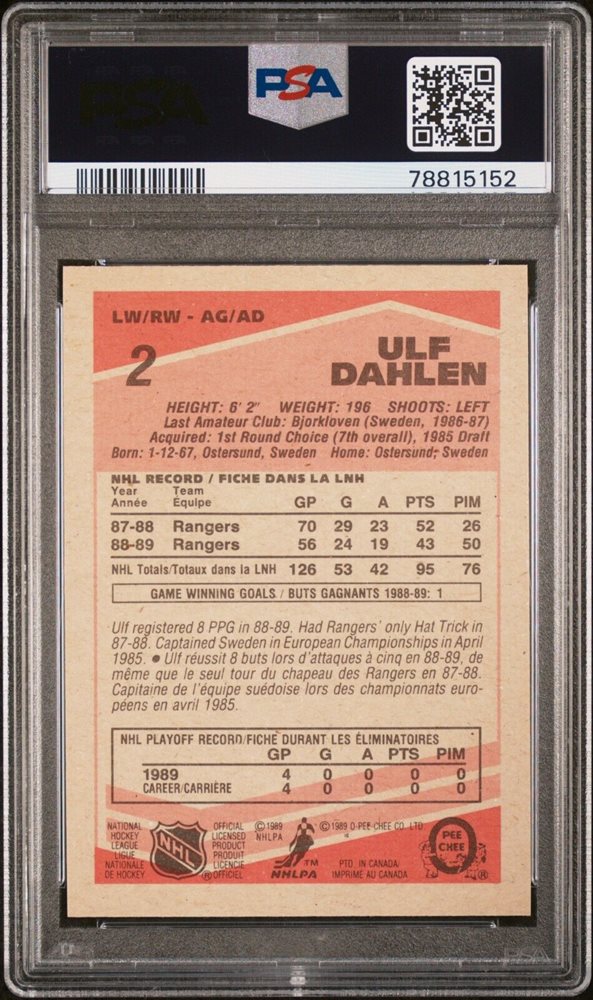 PSA
78815152
LW/RW - AG/AD
2
ULF
DAHLEN
HEIGHT: 6' 2" WEIGHT: 196 SHOOTS: LEFT
Last Amateur Club: Bjorkloven (Sweden, 1986-87)
Acquired: 1st Round Choice (7th overall), 1985 Draft
Born: 1-12-67, Ostersund, Sweden Home: Ostersund, Sweden
NHL RECORD / FICHE DANS LA LNH
Year Team
Année Équipe GP G A PTS PIM
87-88 Rangers 70 29 23 52 26
88-89 Rangers 56 24 19 43 50
NHL Totals/Totaux dans la LNH 126 53 42 95 76
GAME WINNING GOALS / BUTS GAGNANTS 1988-89: 1
Ulf registered 8 PPG in 88-89. Had Rangers' only Hat Trick in
87-88. Captained Sweden in European Championships in April
1985. • Ulf réussit 8 buts lors d'attaques à cinq en 88-89, de
même que le seul tour du chapeau des Rangers en 87-88.
Capitaine de l'équipe suédoise lors des championnats euro-
péens en avril 1985.
NHL PLAYOFF RECORD/FICHE DURANT LES ÉLIMINATOIRES
GP G A PTS PIM
1989 4 0 0 0 0
CAREER/CARRIÈRE 4 0 0 0 0
NATIONAL
HOCKEY
LEAGUE
LIGUE
NATIONALE
DE HOCKEY
NHL
®
OFFICIAL
LICENSED
PRODUCT
PRODUIT
LICENCIE
OFFICIEL
© 1989
NHLPA
TM
NHLPA
© 1989 O-PEE-CHEE CO. LTD.
PTD. IN CANADA
IMPRIMÉ AU CANADA
O
PEE
CHEE
®